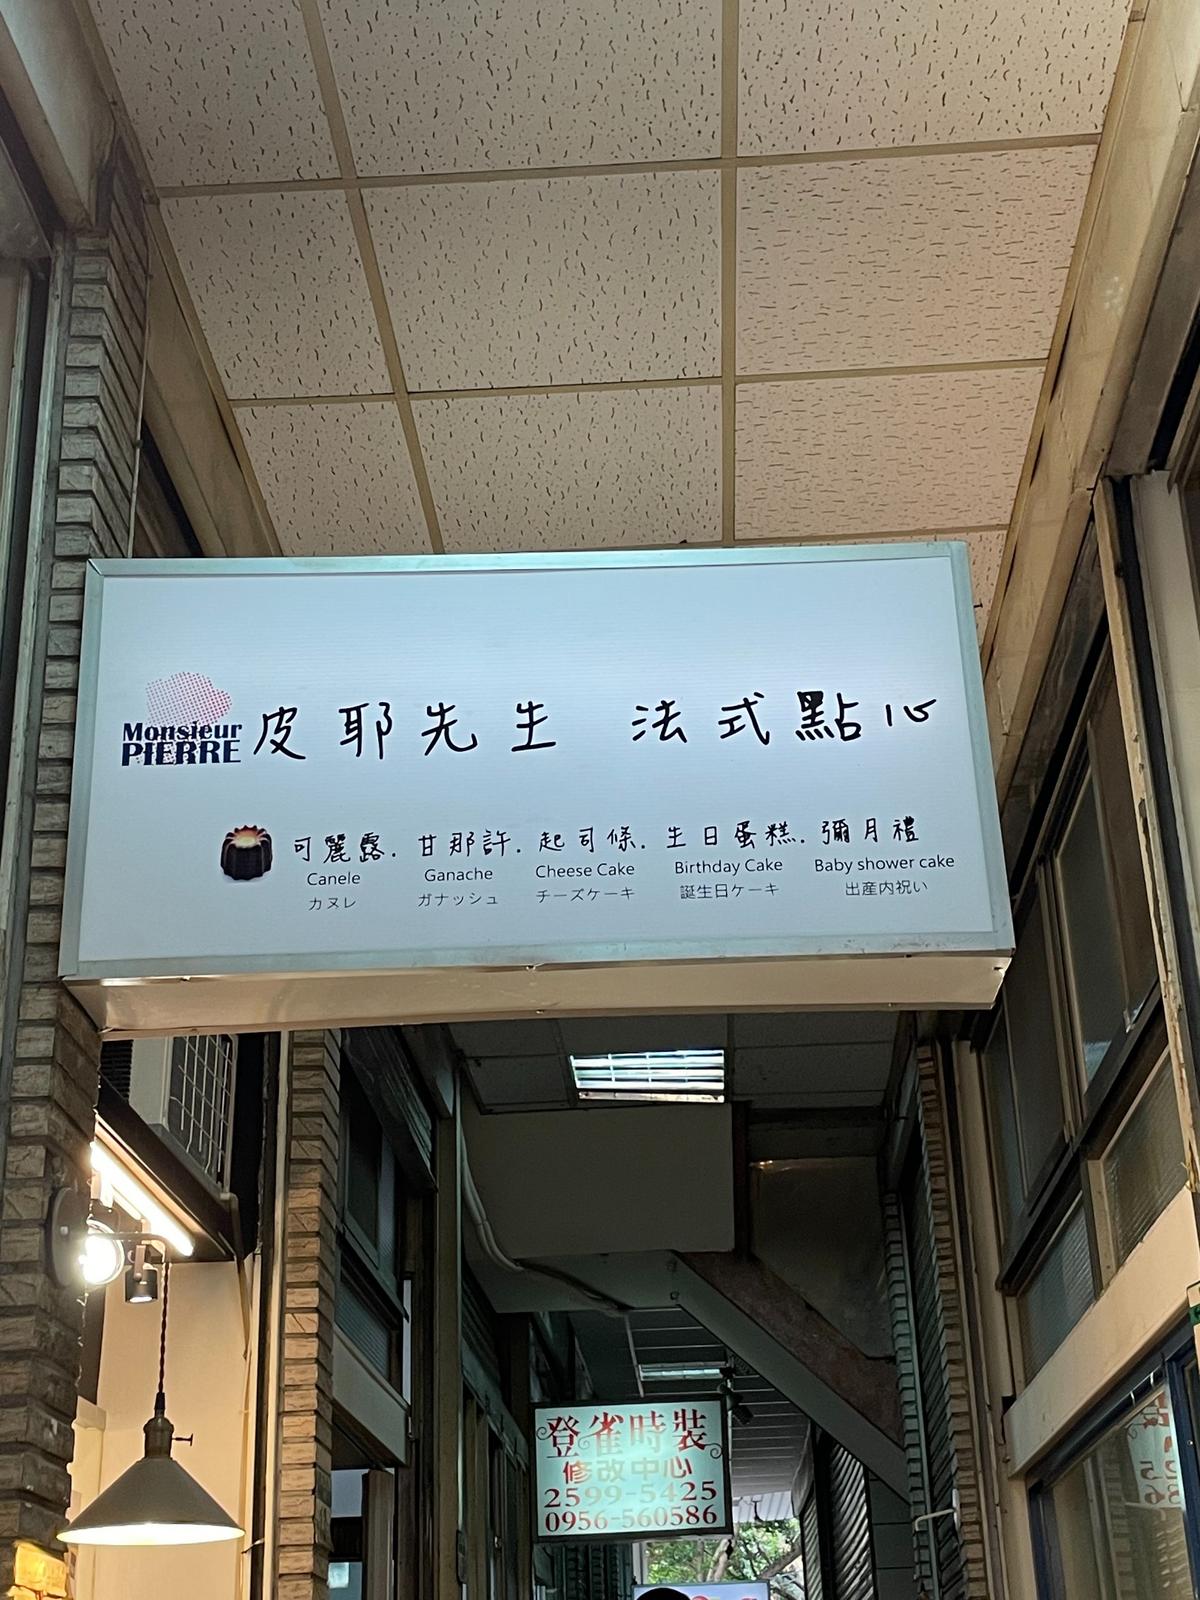 Monsieur
PIERRE
皮耶先生 法式點心
可麗露. 甘那許. 起司條. 生日蛋糕. 彌月禮
Canele Ganache Cheese Cake Birthday Cake Baby shower cake
カヌレ ガナッシュ チーズケーキ 誕生日ケーキ 出産内祝い
登雀時裝
修改中心
2599-5425
0956-560586